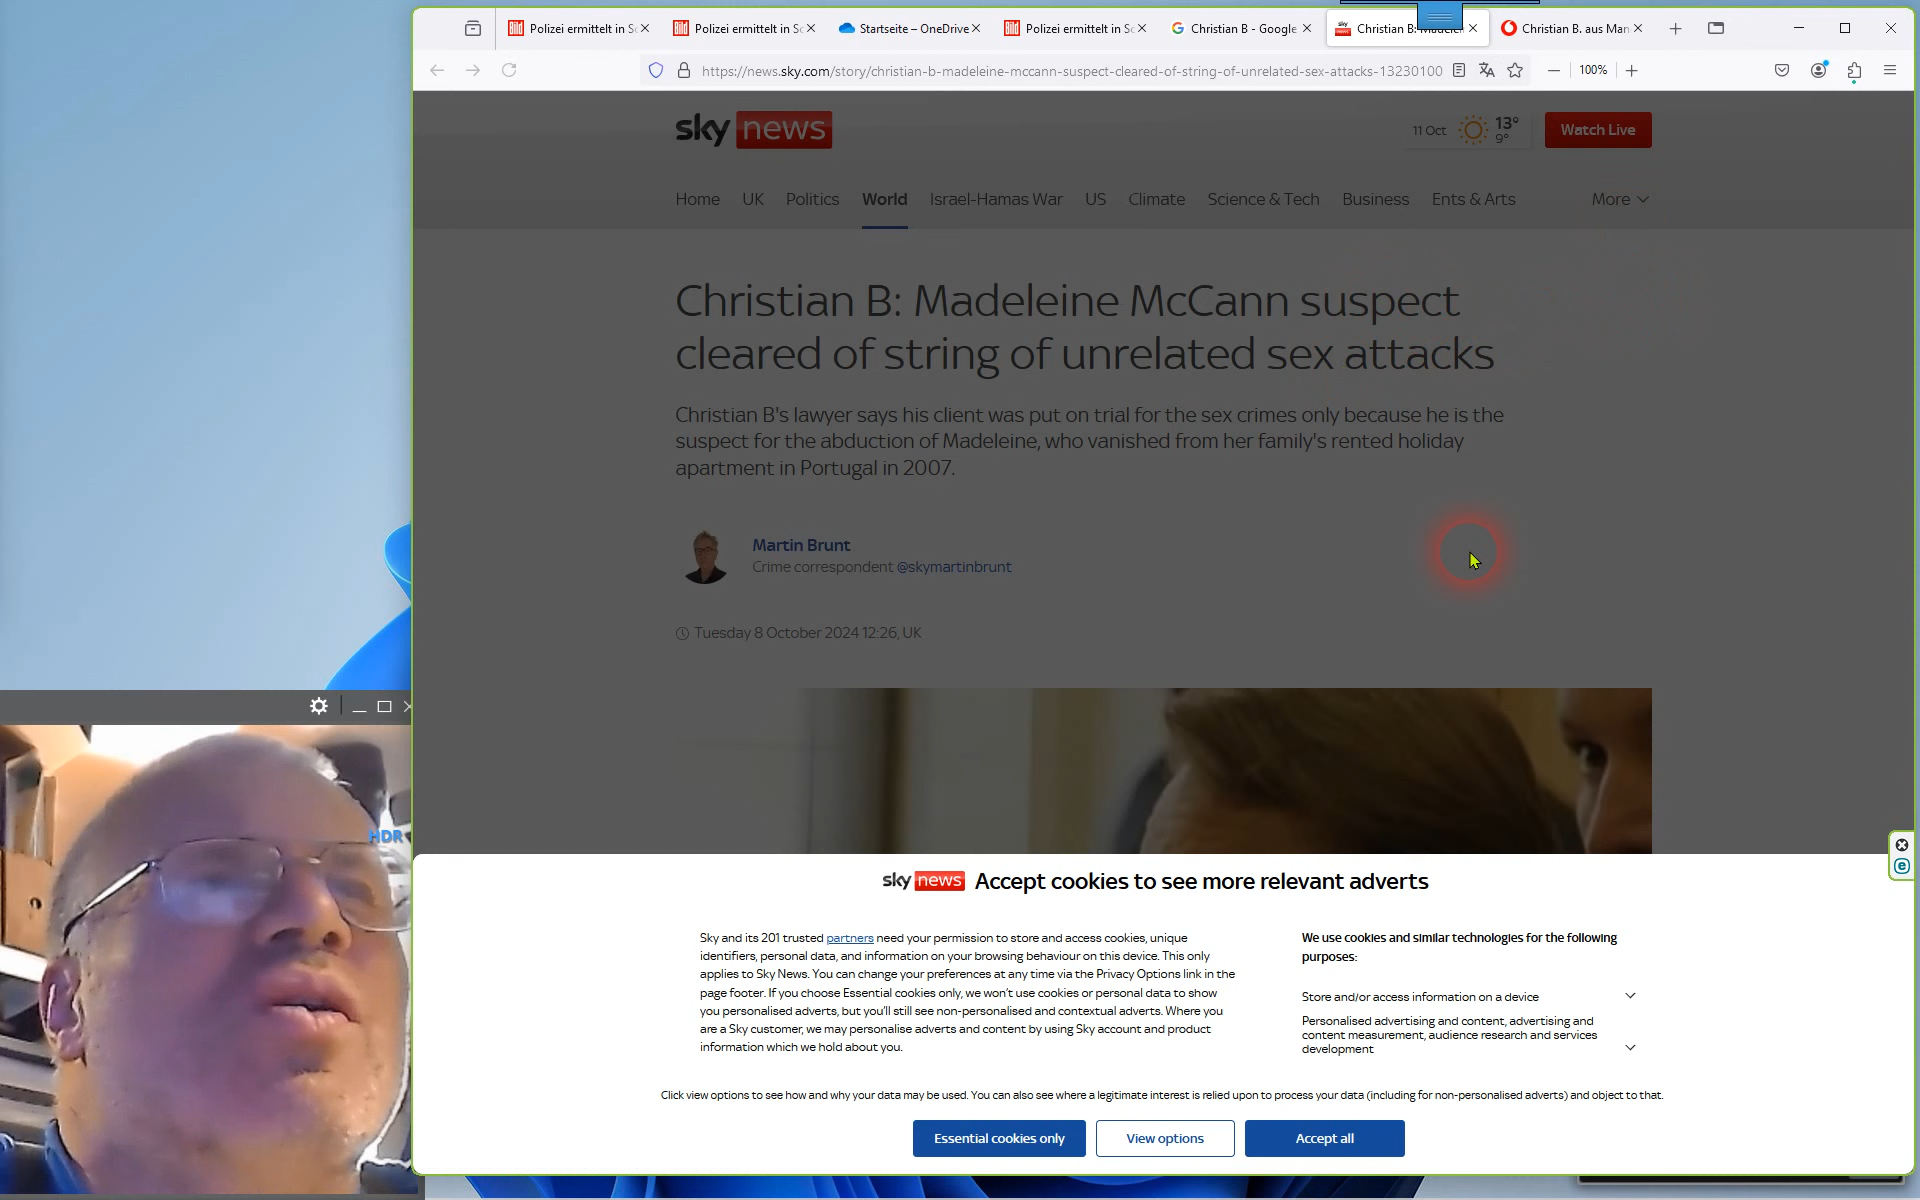 Polizei ermittelt in Sc
Polizei ermittelt in Sc
Startseite – OneDrive
Polizei ermittelt in Sc
Christian B - Google
Christian B:
Christian B. aus Man
https://news.sky.com/story/christian-b-madeleine-mccann-suspect-cleared-of-string-of-unrelated-sex-attacks-13230100
100%
sky news
11 Oct
13°
9°
Watch Live
Home
UK
Politics
World
Israel-Hamas War
US
Climate
Science & Tech
Business
Ents & Arts
More
Christian B: Madeleine McCann suspect
cleared of string of unrelated sex attacks
Christian B's lawyer says his client was put on trial for the sex crimes only because he is the
suspect for the abduction of Madeleine, who vanished from her family's rented holiday
apartment in Portugal in 2007.
Martin Brunt
Crime correspondent @skymartinbrunt
Tuesday 8 October 2024 12:26, UK
HDR
sky news Accept cookies to see more relevant adverts
Sky and its 201 trusted partners need your permission to store and access cookies, unique
identifiers, personal data, and information on your browsing behaviour on this device. This only
applies to Sky News. You can change your preferences at any time via the Privacy Options link in the
page footer. If you choose Essential cookies only, we won't use cookies or personal data to show
you personalised adverts, but you'll still see non-personalised and contextual adverts. Where you
are a Sky customer, we may personalise adverts and content by using Sky account and product
information which we hold about you.
We use cookies and similar technologies for the following
purposes:
Store and/or access information on a device
Personalised advertising and content, advertising and
content measurement, audience research and services
development
Click view options to see how and why your data may be used. You can also see where a legitimate interest is relied upon to process your data (including for non-personalised adverts) and object to that.
Essential cookies only
View options
Accept all